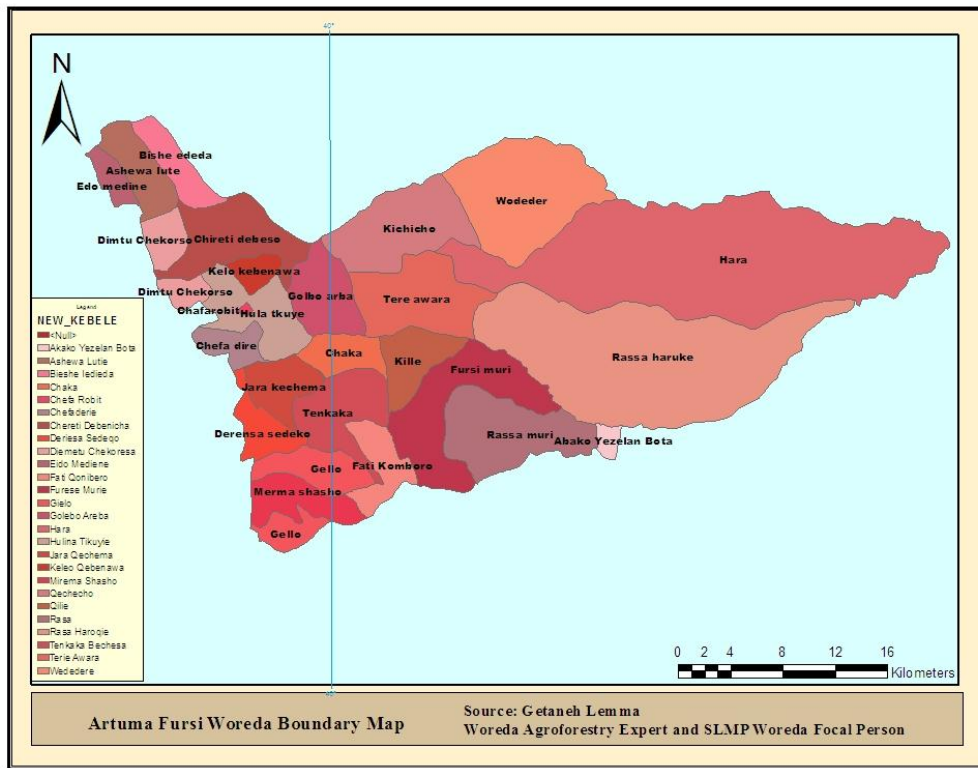 40°
N
Bishe ededa
Ashewa lute
Edo medine
Wodeder
Kichicho
Dimtu Chekorso
Chireti debeso
Hara
Kelo kebenawa
Dimtu Chekorso
Golbo arba
Tere awara
Chafarobit
Hula tkuye
Chefa dire
Chaka
Kille
Rassa haruke
Fursi muri
Jara kechema
Tenkaka
Derensa sedeko
Rassa muri
Abako Yezelan Bota
Gello
Fati Komboro
Merma shasho
Gello
Legend
NEW_KEBELE
<Null>
Akako Yezelan Bota
Ashewa Lutie
Bieshe Iedieda
Chaka
Chefa Robit
Chefaderie
Chereti Debenicha
Deriesa Sedeqo
Diemetu Chekoresa
Eido Mediene
Fati Qonibero
Furese Murie
Gielo
Golebo Areba
Hara
Hulina Tikuyie
Jara Qechema
Keleo Qebenawa
Mirema Shasho
Qechecho
Qilie
Rasa
Rasa Haroqie
Tenkaka Bechesa
Terie Awara
Wededere
0 2 4 8 12 16
Kilometers
40°
Artuma Fursi Woreda Boundary Map
Source: Getaneh Lemma
Woreda Agroforestry Expert and SLMP Woreda Focal Person